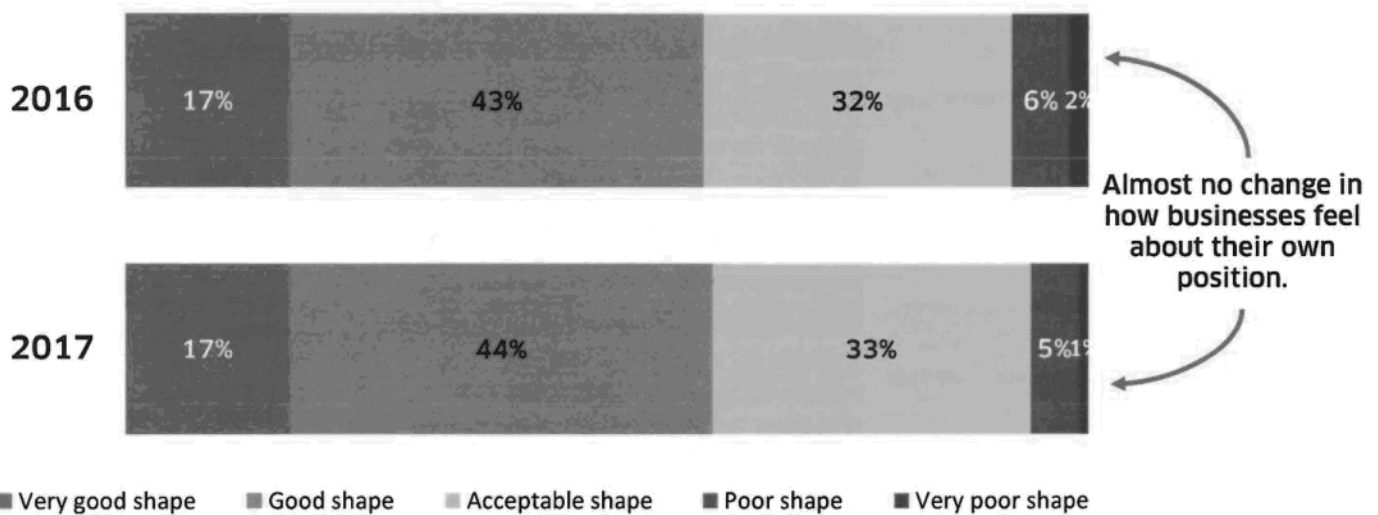 2016
17%
43%
32%
6%
2%
Almost no change in
how businesses feel
about their own
position.
2017
17%
44%
33%
5%
1%
Very good shape
Good shape
Acceptable shape
Poor shape
Very poor shape